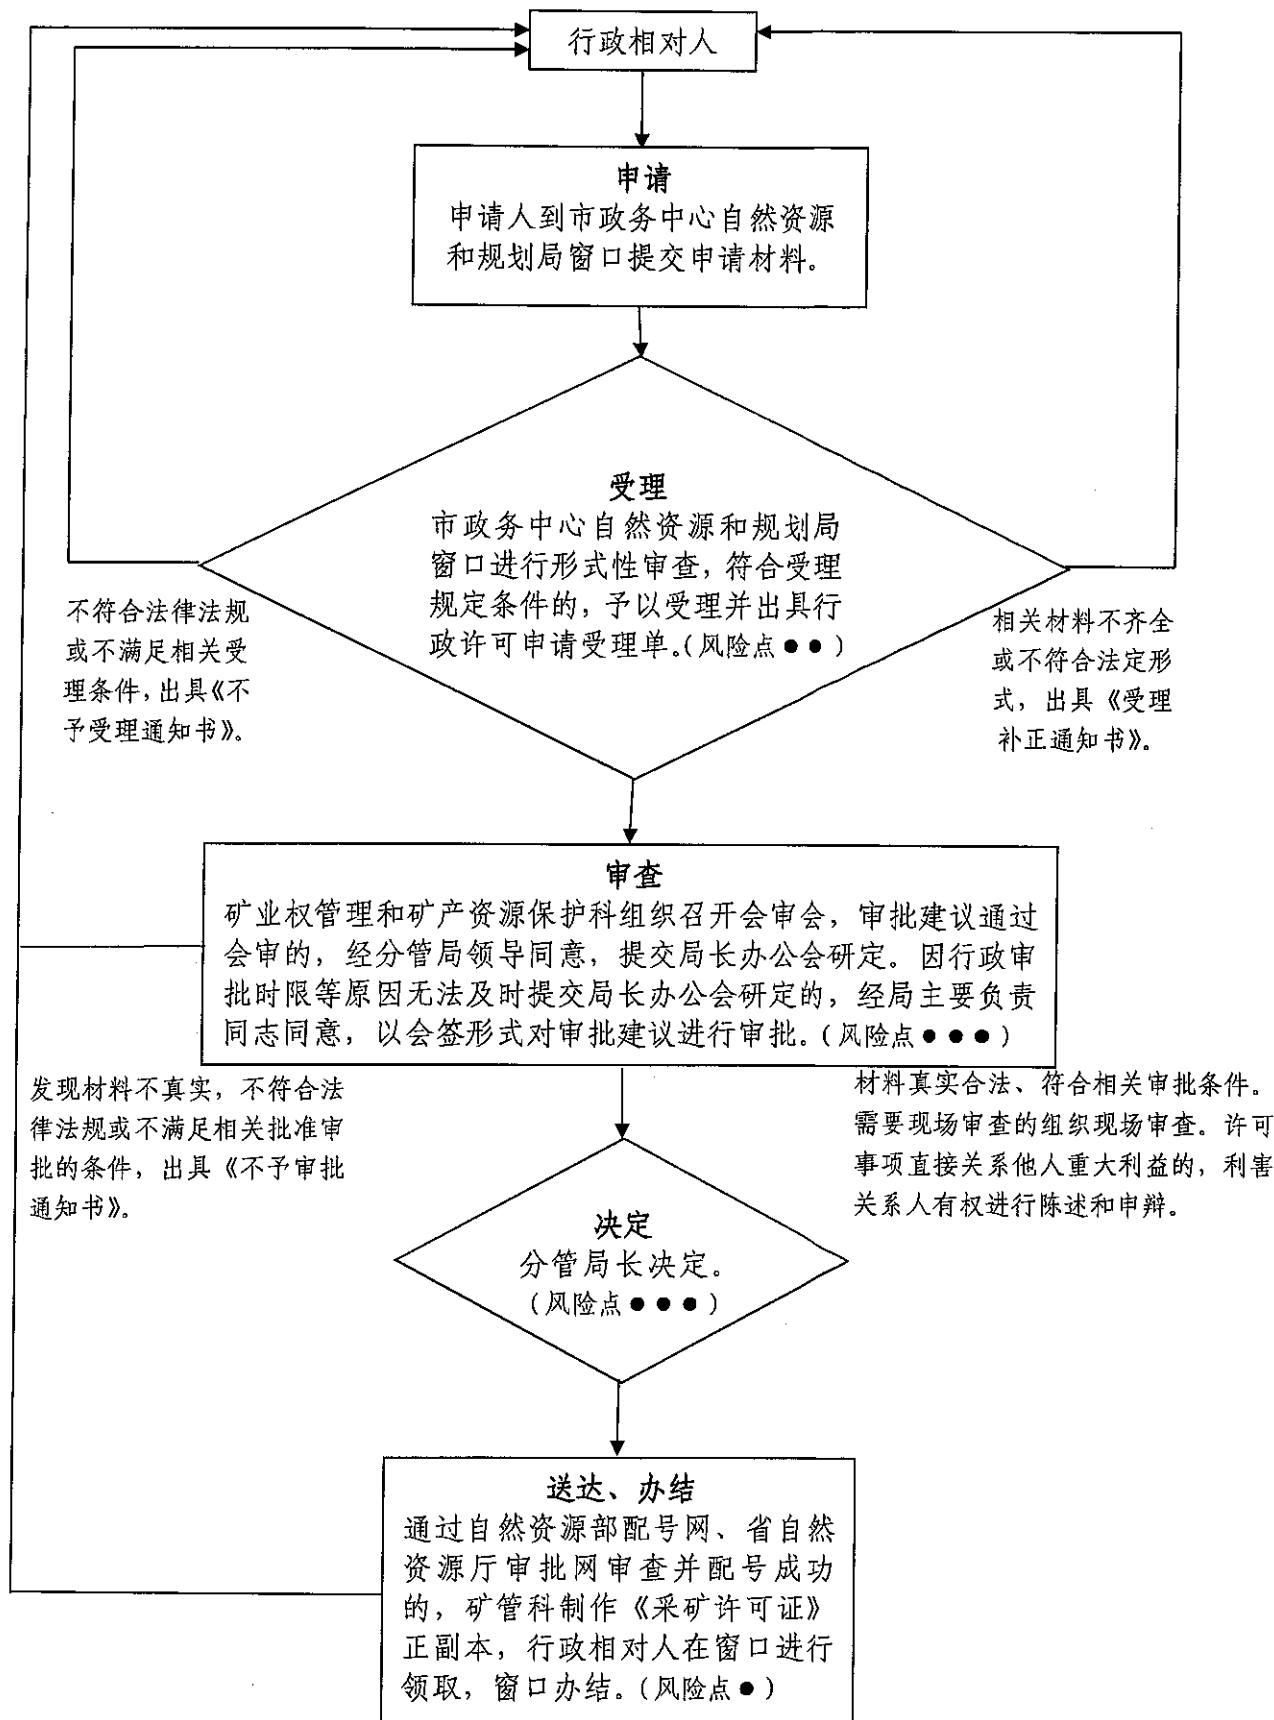 行政相对人
申请
申请人到市政务中心自然资源
和规划局窗口提交申请材料。
受理
市政务中心自然资源和规划局
窗口进行形式性审查，符合受理
规定条件的，予以受理并出具行
政许可申请受理单。（风险点●●）
不符合法律法规
或不满足相关受
理条件，出具《不
予受理通知书》。
相关材料不齐全
或不符合法定形
式，出具《受理
补正通知书》。
审查
矿业权管理和矿产资源保护科组织召开会审会，审批建议通过
会审的，经分管局领导同意，提交局长办公会研定。因行政审
批时限等原因无法及时提交局长办公会研定的，经局主要负责
同志同意，以会签形式对审批建议进行审批。（风险点●●●）
发现材料不真实，不符合法
律法规或不满足相关批准审
批的条件，出具《不予审批
通知书》。
材料真实合法、符合相关审批条件。
需要现场审查的组织现场审查。许可
事项直接关系他人重大利益的，利害
关系人有权进行陈述和申辩。
决定
分管局长决定。
（风险点●●●）
送达、办结
通过自然资源部配号网、省自然
资源厅审批网审查并配号成功
的，矿管科制作《采矿许可证》
正副本，行政相对人在窗口进行
领取，窗口办结。（风险点●）